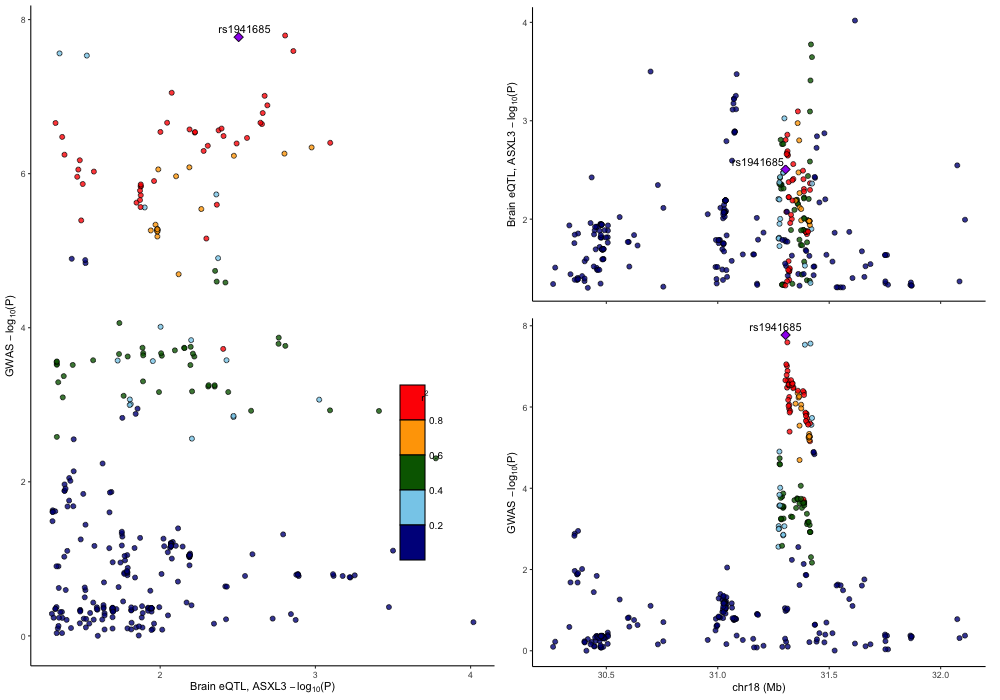 rs1941685
8
6
4
2
0
GWAS −log10(P)
2
3
4
Brain eQTL, ASXL3 −log10(P)
r2
0.8
0.6
0.4
0.2
rs1941685
4
3
2
Brain eQTL, ASXL3 −log10(P)
rs1941685
8
6
4
2
0
GWAS −log10(P)
30.5
31.0
31.5
32.0
chr18 (Mb)